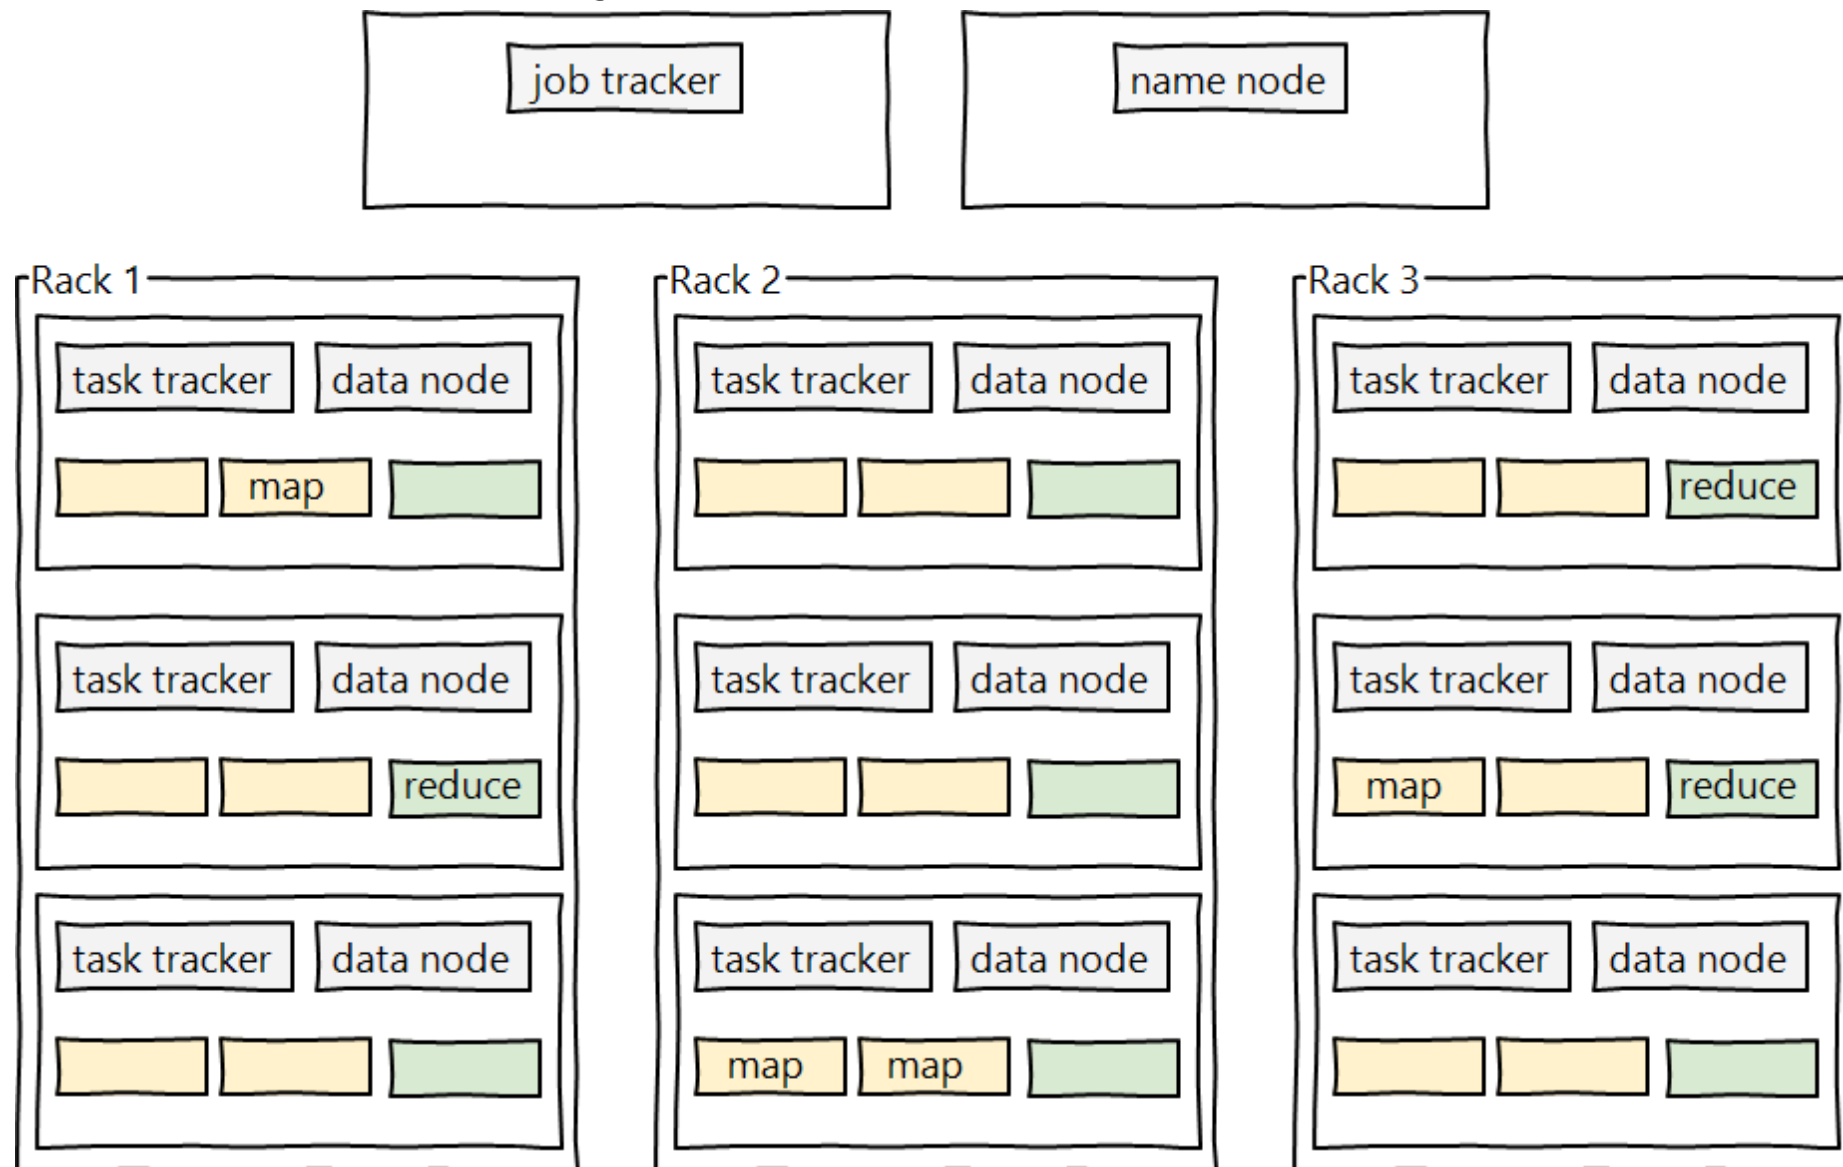 job tracker
name node
Rack 1
Rack 2
Rack 3
task tracker
data node
task tracker
data node
task tracker
data node
map
reduce
task tracker
data node
task tracker
data node
task tracker
data node
reduce
map
reduce
task tracker
data node
task tracker
data node
task tracker
data node
map
map